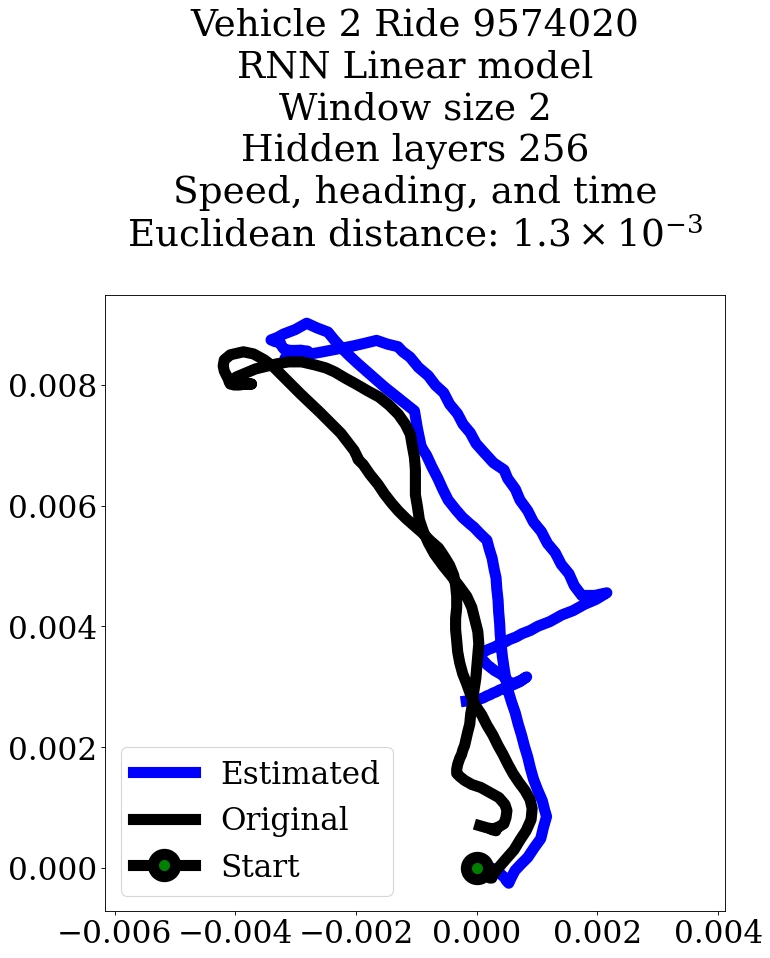 Vehicle 2 Ride 9574020
RNN Linear model
Window size 2
Hidden layers 256
Speed, heading, and time
Euclidean distance: 1.3 × 10⁻³
0.008
0.006
0.004
0.002
0.000
Estimated
Original
Start
−0.006 −0.004 −0.002 0.000 0.002 0.004